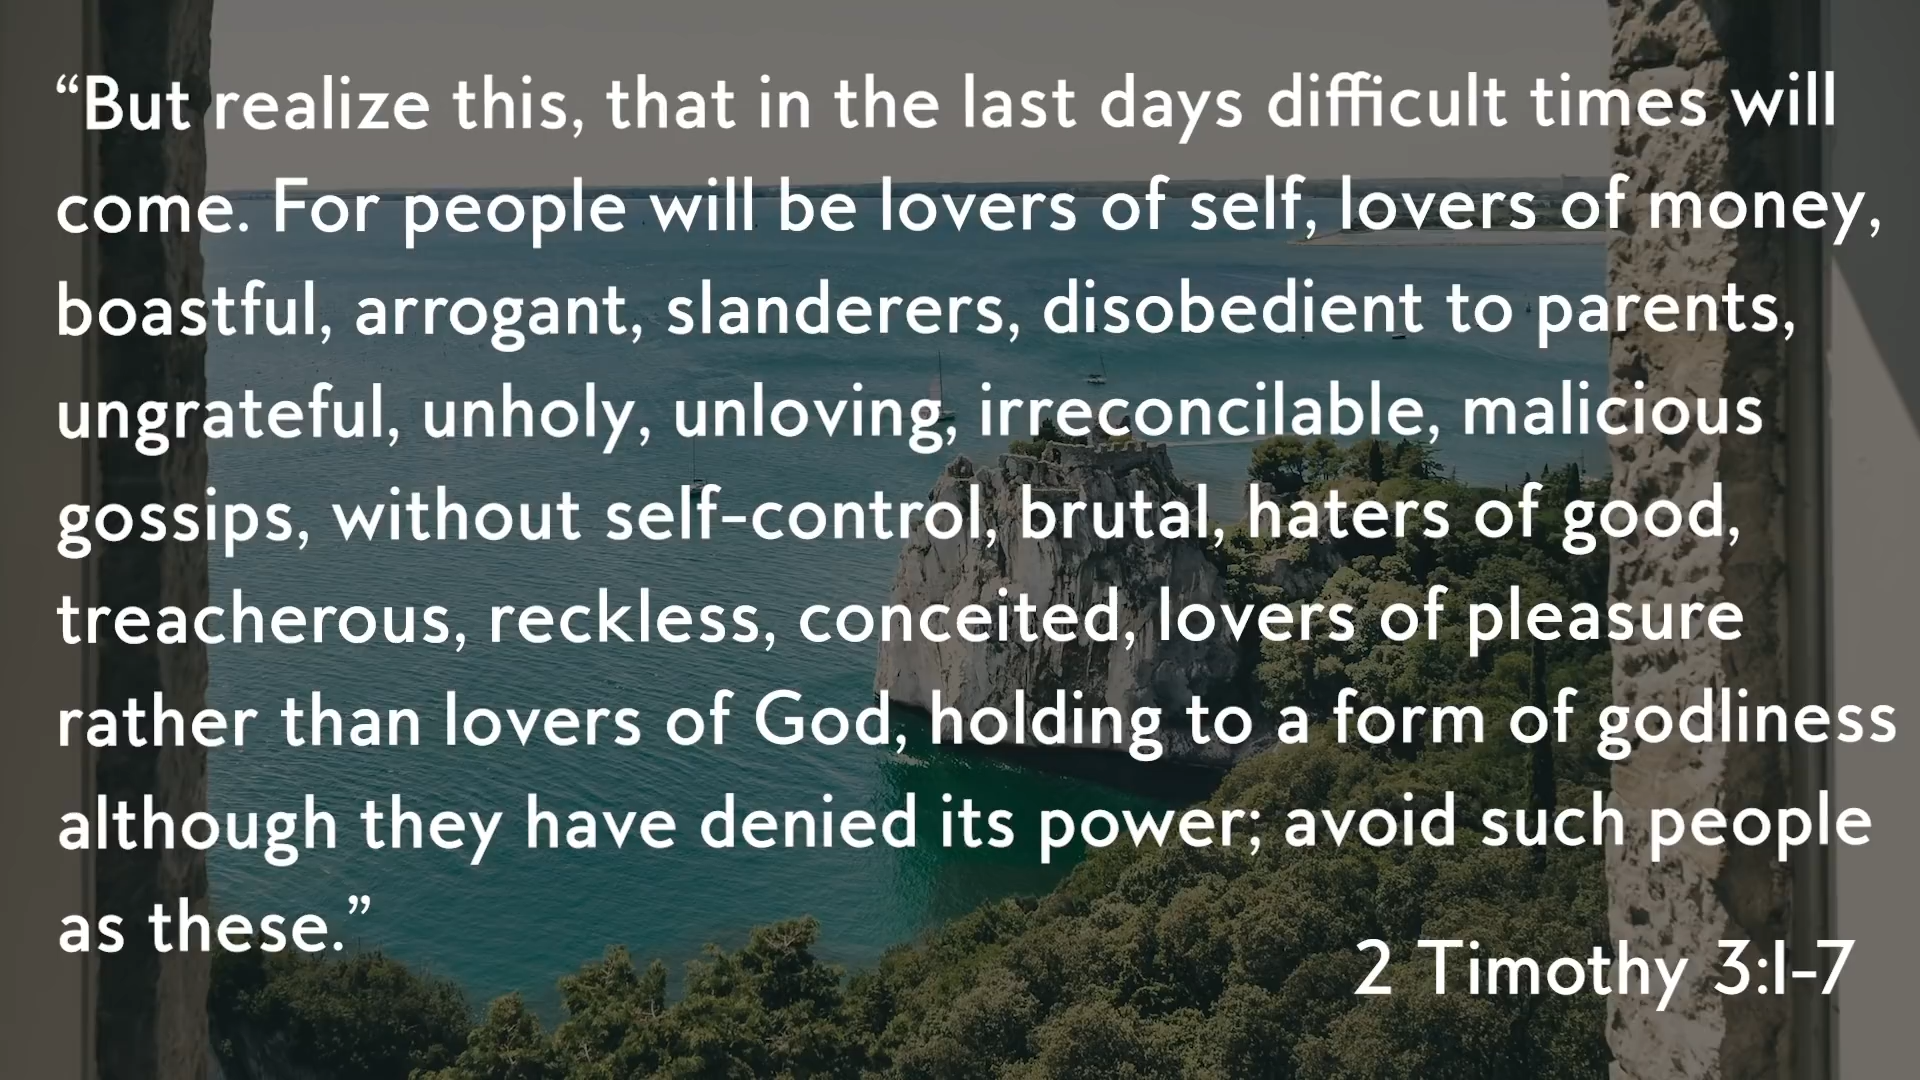 “But realize this, that in the last days difficult times will
come. For people will be lovers of self, lovers of money,
boastful, arrogant, slanderers, disobedient to parents,
ungrateful, unholy, unloving, irreconcilable, malicious
gossips, without self-control, brutal, haters of good,
treacherous, reckless, conceited, lovers of pleasure
rather than lovers of God, holding to a form of godliness
although they have denied its power; avoid such people
as these.”
2 Timothy 3:1-7